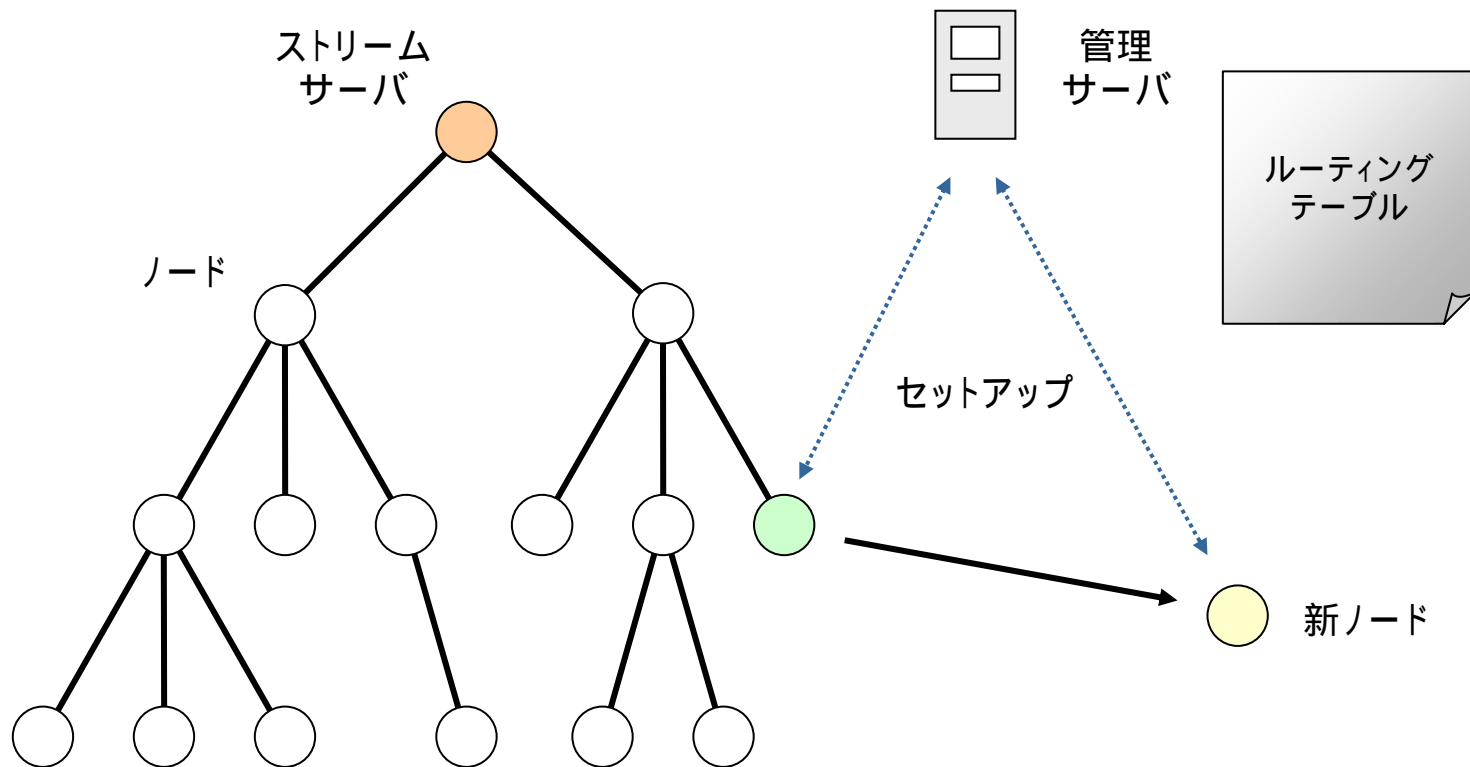 ストリーム
サーバ
管理
サーバ
ルーティング
テーブル
ノード
セットアップ
新ノード